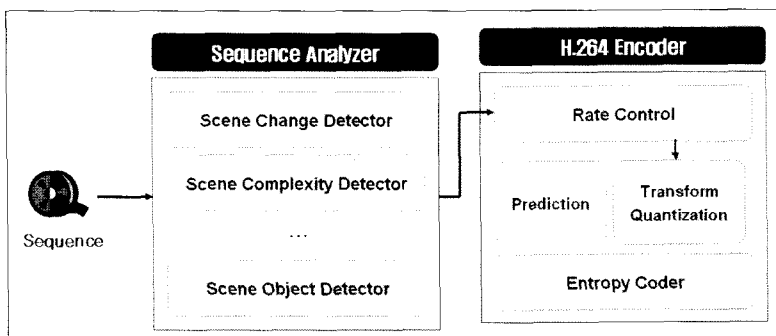 Sequence Analyzer
H.264 Encoder
Scene Change Detector
Scene Complexity Detector
...
Scene Object Detector
Sequence
Rate Control
Prediction
Transform
Quantization
Entropy Coder